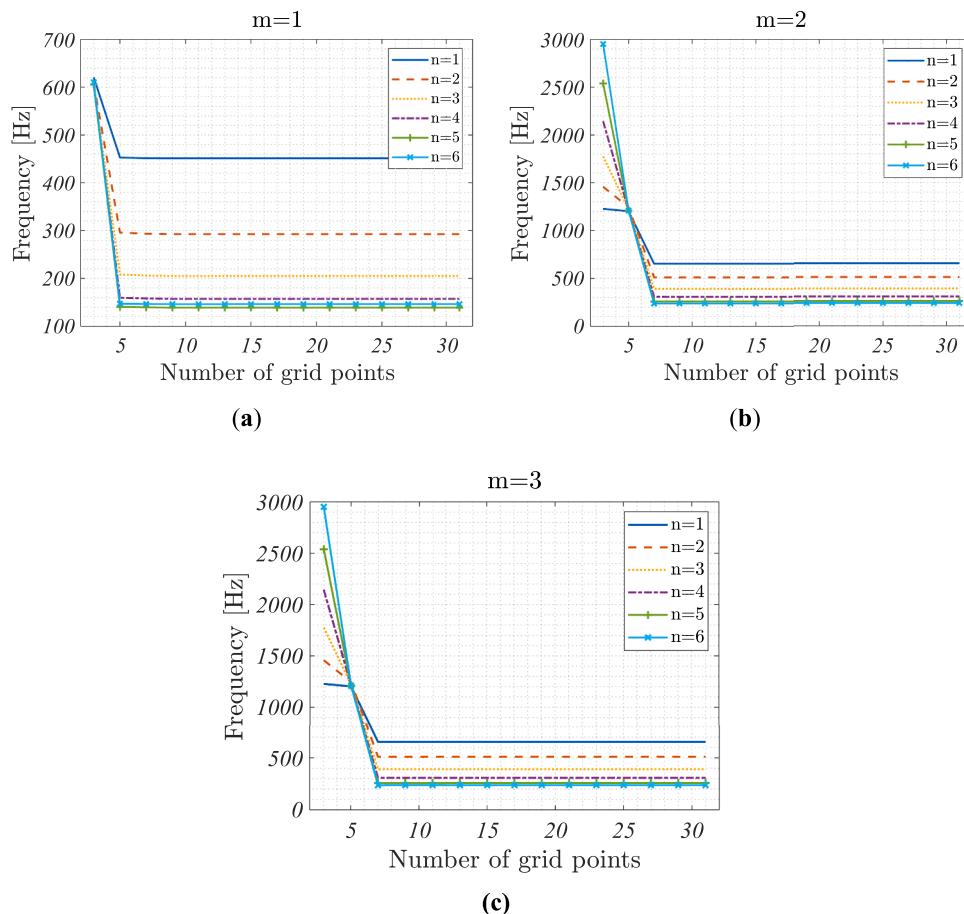 m=1
700
600
500
400
300
200
100
5
10
15
20
25
30
Frequency [Hz]
Number of grid points
n=1
n=2
n=3
n=4
n=5
n=6
(a)
m=2
3000
2500
2000
1500
1000
500
0
5
10
15
20
25
30
Frequency [Hz]
Number of grid points
n=1
n=2
n=3
n=4
n=5
n=6
(b)
m=3
3000
2500
2000
1500
1000
500
0
5
10
15
20
25
30
Frequency [Hz]
Number of grid points
n=1
n=2
n=3
n=4
n=5
n=6
(c)